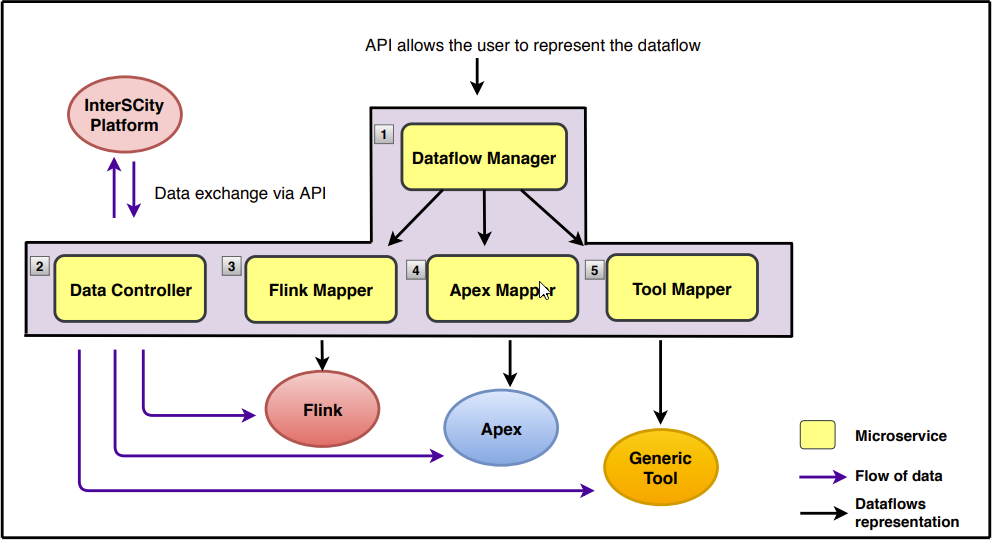 API allows the user to represent the dataflow
InterSCity
Platform
1
Dataflow Manager
Data exchange via API
2
Data Controller
3
Flink Mapper
4
Apex Mapper
5
Tool Mapper
Flink
Apex
Generic
Tool
Microservice
Flow of data
Dataflows
representation